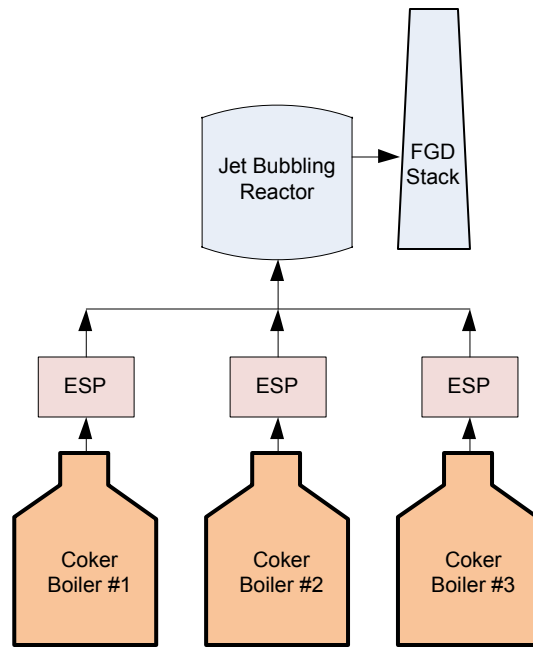 FGD
Stack
Jet Bubbling
Reactor
ESP
ESP
ESP
Coker
Boiler #1
Coker
Boiler #2
Coker
Boiler #3